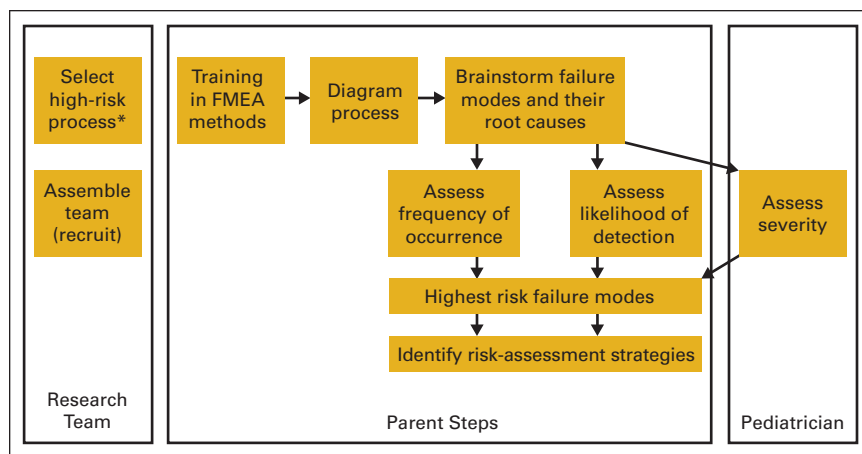 Select
high-risk
process*
Assemble
team
(recruit)
Research
Team
Training
in FMEA
methods
Diagram
process
Brainstorm failure
modes and their
root causes
Assess
frequency of
occurrence
Assess
likelihood of
detection
Highest risk failure modes
Identify risk-assessment strategies
Parent Steps
Assess
severity
Pediatrician